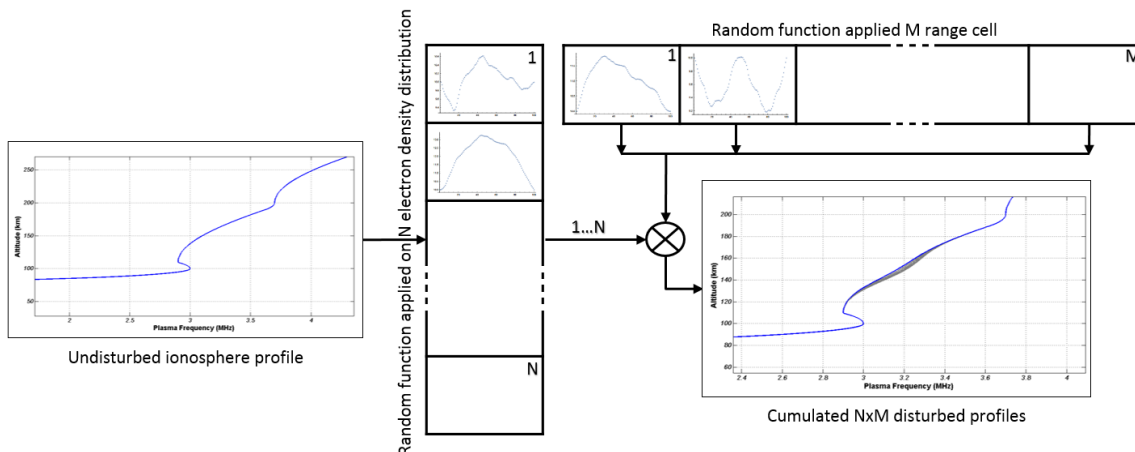 Random function applied M range cell
Random function applied on N electron density distribution
1
N
1
M
1...N
250
200
150
100
50
2
2.5
3
3.5
4
Altitude (km)
Plasma Frequency (MHz)
Undisturbed ionosphere profile
200
180
160
140
120
100
80
60
2.4
2.6
2.8
3
3.2
3.4
3.6
3.8
4
Altitude (km)
Plasma Frequency (MHz)
Cumulated NxM disturbed profiles